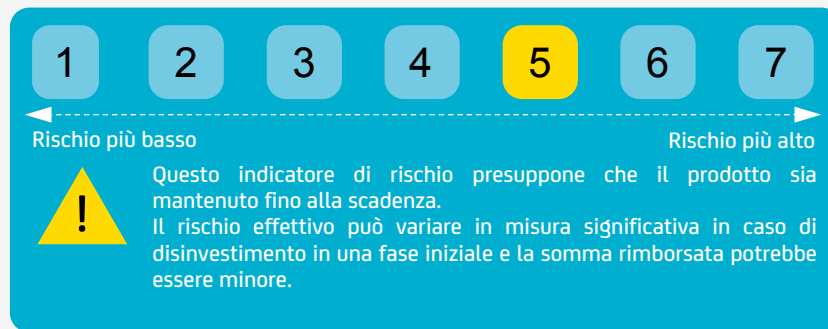 1 2 3 4 5 6 7
Rischio più basso Rischio più alto
!
Questo indicatore di rischio presuppone che il prodotto sia
mantenuto fino alla scadenza.
Il rischio effettivo può variare in misura significativa in caso di
disinvestimento in una fase iniziale e la somma rimborsata potrebbe
essere minore.